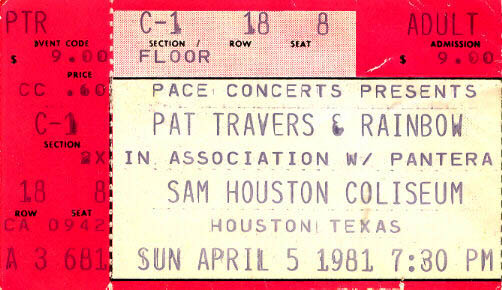 PTR
EVENT CODE
$ 9.00
PRICE
CC .60
C-1
SECTION
2X
18 8
ROW SEAT
CA 0942
A 3 681
C-1 18 8
SECTION / ROW SEAT
FLOOR
ADULT
ADMISSION
$ 9.00
PACE CONCERTS PRESENTS
PAT TRAVERS & RAINBOW
IN ASSOCIATION W/ PANTERA
SAM HOUSTON COLISEUM
HOUSTON TEXAS
SUN APRIL 5 1981 7:30 PM